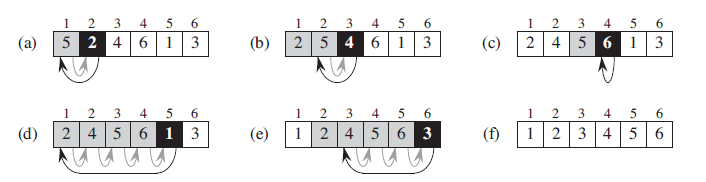 1 2 3 4 5 6
(a) 5 2 4 6 1 3
1 2 3 4 5 6
(b) 2 5 4 6 1 3
1 2 3 4 5 6
(c) 2 4 5 6 1 3
1 2 3 4 5 6
(d) 2 4 5 6 1 3
1 2 3 4 5 6
(e) 1 2 4 5 6 3
1 2 3 4 5 6
(f) 1 2 3 4 5 6